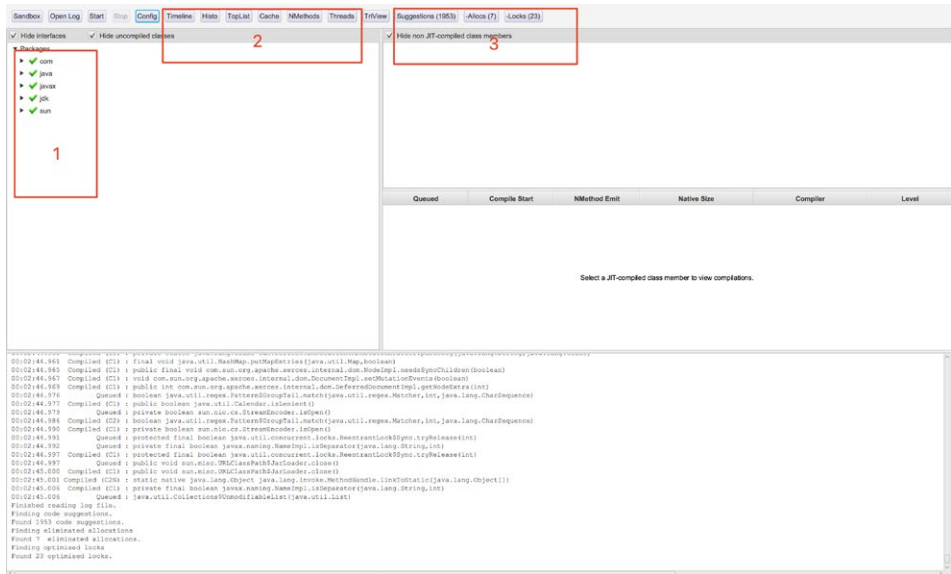 Sandbox Open Log Start Stop Config Timeline Histo TopList Cache NMethods Threads TriView Suggestions (1953) -Allocs (7) -Locks (23)
Hide interfaces Hide uncompiled classes Hide non JIT-compiled class members
2
3
Packages
com
java
javax
jdk
sun
1
Queued Compile Start NMethod Emit Native Size Compiler Level
Select a JIT-compiled class member to view compilations.
00:02:44.961 Compiled (C1) : final void java.util.HashMap.putMapEntries(java.util.Map,boolean)
00:02:44.965 Compiled (C1) : public final void com.sun.org.apache.xerces.internal.dom.NodeImpl.needsSyncChildren(boolean)
00:02:44.967 Compiled (C1) : void com.sun.org.apache.xerces.internal.dom.DocumentImpl.setMutationEvents(boolean)
00:02:44.969 Compiled (C1) : public int com.sun.org.apache.xerces.internal.dom.DeferredDocumentImpl.getNodeExtra(int)
00:02:44.976 Queued : boolean java.util.regex.Pattern$GroupTail.match(java.util.regex.Matcher,int,java.lang.CharSequence)
00:02:44.977 Compiled (C1) : public boolean java.util.Calendar.isLenient()
00:02:44.979 Queued : private boolean sun.nio.cs.StreamEncoder.isOpen()
00:02:44.986 Compiled (C2) : boolean java.util.regex.Pattern$GroupTail.match(java.util.regex.Matcher,int,java.lang.CharSequence)
00:02:44.990 Compiled (C1) : private boolean sun.nio.cs.StreamEncoder.isOpen()
00:02:44.991 Queued : protected final boolean java.util.concurrent.locks.ReentrantLock$Sync.tryRelease(int)
00:02:44.992 Queued : private final boolean javax.naming.NameImpl.isSeparator(java.lang.String,int)
00:02:44.997 Compiled (C1) : protected final boolean java.util.concurrent.locks.ReentrantLock$Sync.tryRelease(int)
00:02:44.997 Queued : public void sun.misc.URLClassPath$JarLoader.close()
00:02:45.000 Compiled (C1) : public void sun.misc.URLClassPath$JarLoader.close()
00:02:45.001 Compiled (C2N) : static native java.lang.Object java.lang.invoke.MethodHandle.linkToStatic(java.lang.Object[])
00:02:45.006 Compiled (C1) : private final boolean javax.naming.NameImpl.isSeparator(java.lang.String,int)
00:02:45.006 Queued : java.util.Collections$UnmodifiableList(java.util.List)
Finished reading log file.
Finding code suggestions.
Found 1953 code suggestions.
Finding eliminated allocations
Found 7 eliminated allocations.
Finding optimised locks
Found 23 optimised locks.